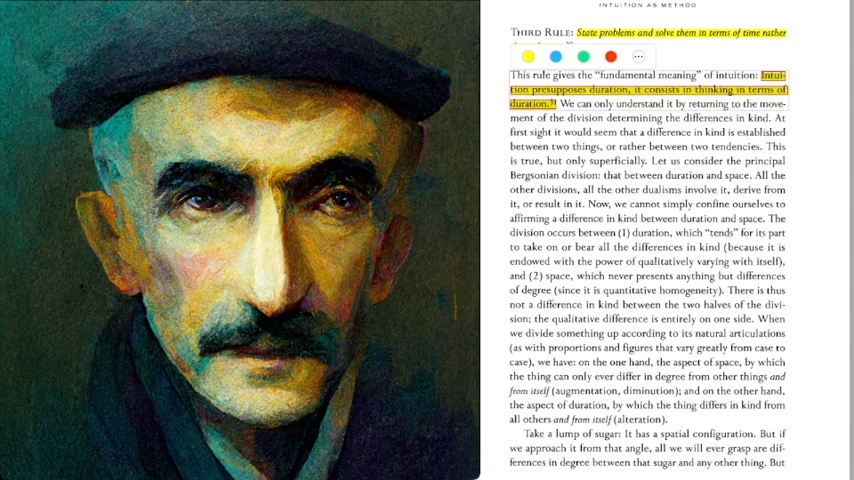 INTUITION AS METHOD
THIRD RULE: State problems and solve them in terms of time rather
This rule gives the “fundamental meaning” of intuition: Intui-
tion presupposes duration, it consists in thinking in terms of
duration.31 We can only understand it by returning to the move-
ment of the division determining the differences in kind. At
first sight it would seem that a difference in kind is established
between two things, or rather between two tendencies. This
is true, but only superficially. Let us consider the principal
Bergsonian division: that between duration and space. All the
other divisions, all the other dualisms involve it, derive from
it, or result in it. Now, we cannot simply confine ourselves to
affirming a difference in kind between duration and space. The
division occurs between (1) duration, which “tends” for its part
to take on or bear all the differences in kind (because it is
endowed with the power of qualitatively varying with itself),
and (2) space, which never presents anything but differences
of degree (since it is quantitative homogeneity). There is thus
not a difference in kind between the two halves of the divi-
sion; the qualitative difference is entirely on one side. When
we divide something up according to its natural articulations
(as with proportions and figures that vary greatly from case to
case), we have: on the one hand, the aspect of space, by which
the thing can only ever differ in degree from other things and
from itself (augmentation, diminution); and on the other hand,
the aspect of duration, by which the thing differs in kind from
all others and from itself (alteration).
Take a lump of sugar: It has a spatial configuration. But if
we approach it from that angle, all we will ever grasp are dif-
ferences in degree between that sugar and any other thing. But